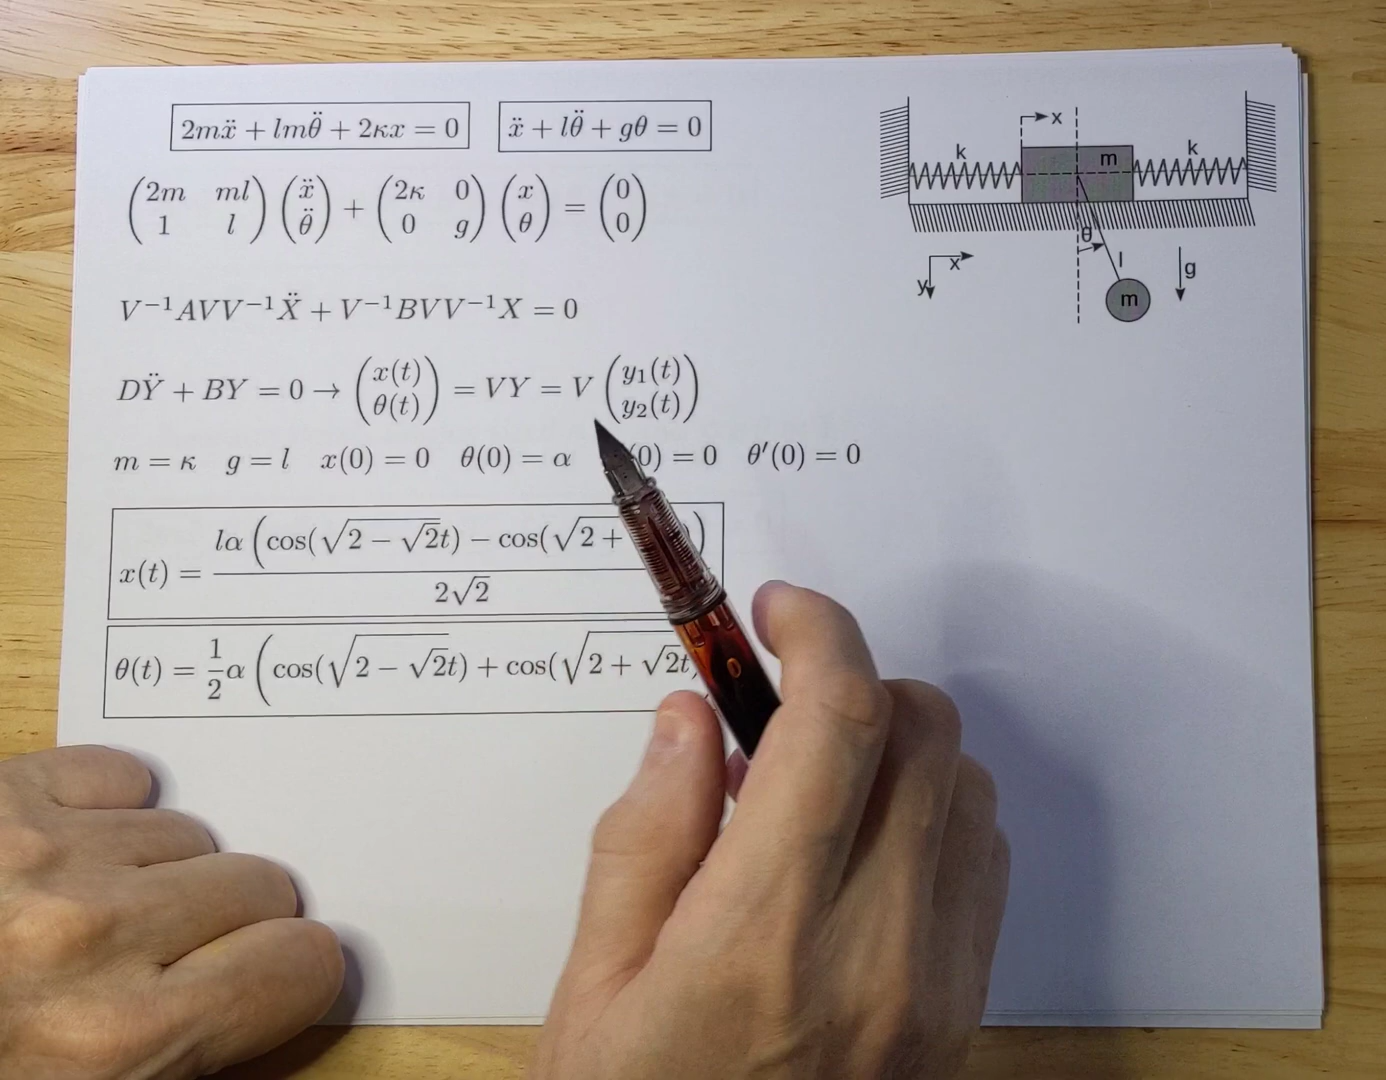 2mẍ + lmθ̈ + 2κx = 0   ẍ + lθ̈ + gθ = 0
(2m ml; 1 l) (ẍ; θ̈) + (2κ 0; 0 g) (x; θ) = (0; 0)
V⁻¹AVV⁻¹Ẍ + V⁻¹BVV⁻¹X = 0
DŸ + BY = 0 → (x(t); θ(t)) = VY = V (y₁(t); y₂(t))
m = κ   g = l   x(0) = 0   θ(0) = α   (0) = 0   θ′(0) = 0
x(t) = lα (cos(√(2 − √2)t) − cos(√(2 + ) / 2√2
θ(t) = 1/2 α (cos(√(2 − √2)t) + cos(√(2 + √2)t
x
k m k
θ
l
x
y
g
m